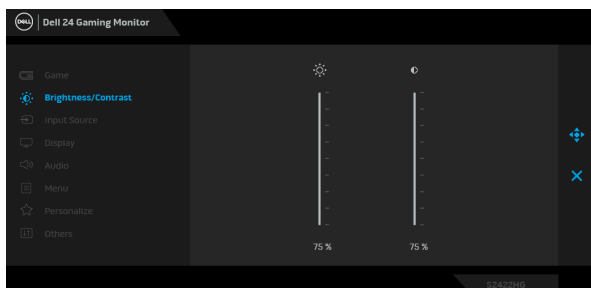 DELL
Dell 24 Gaming Monitor
Game
Brightness/Contrast
Input Source
Display
Audio
Menu
Personalize
Others
75 % 75 %
S2422HG